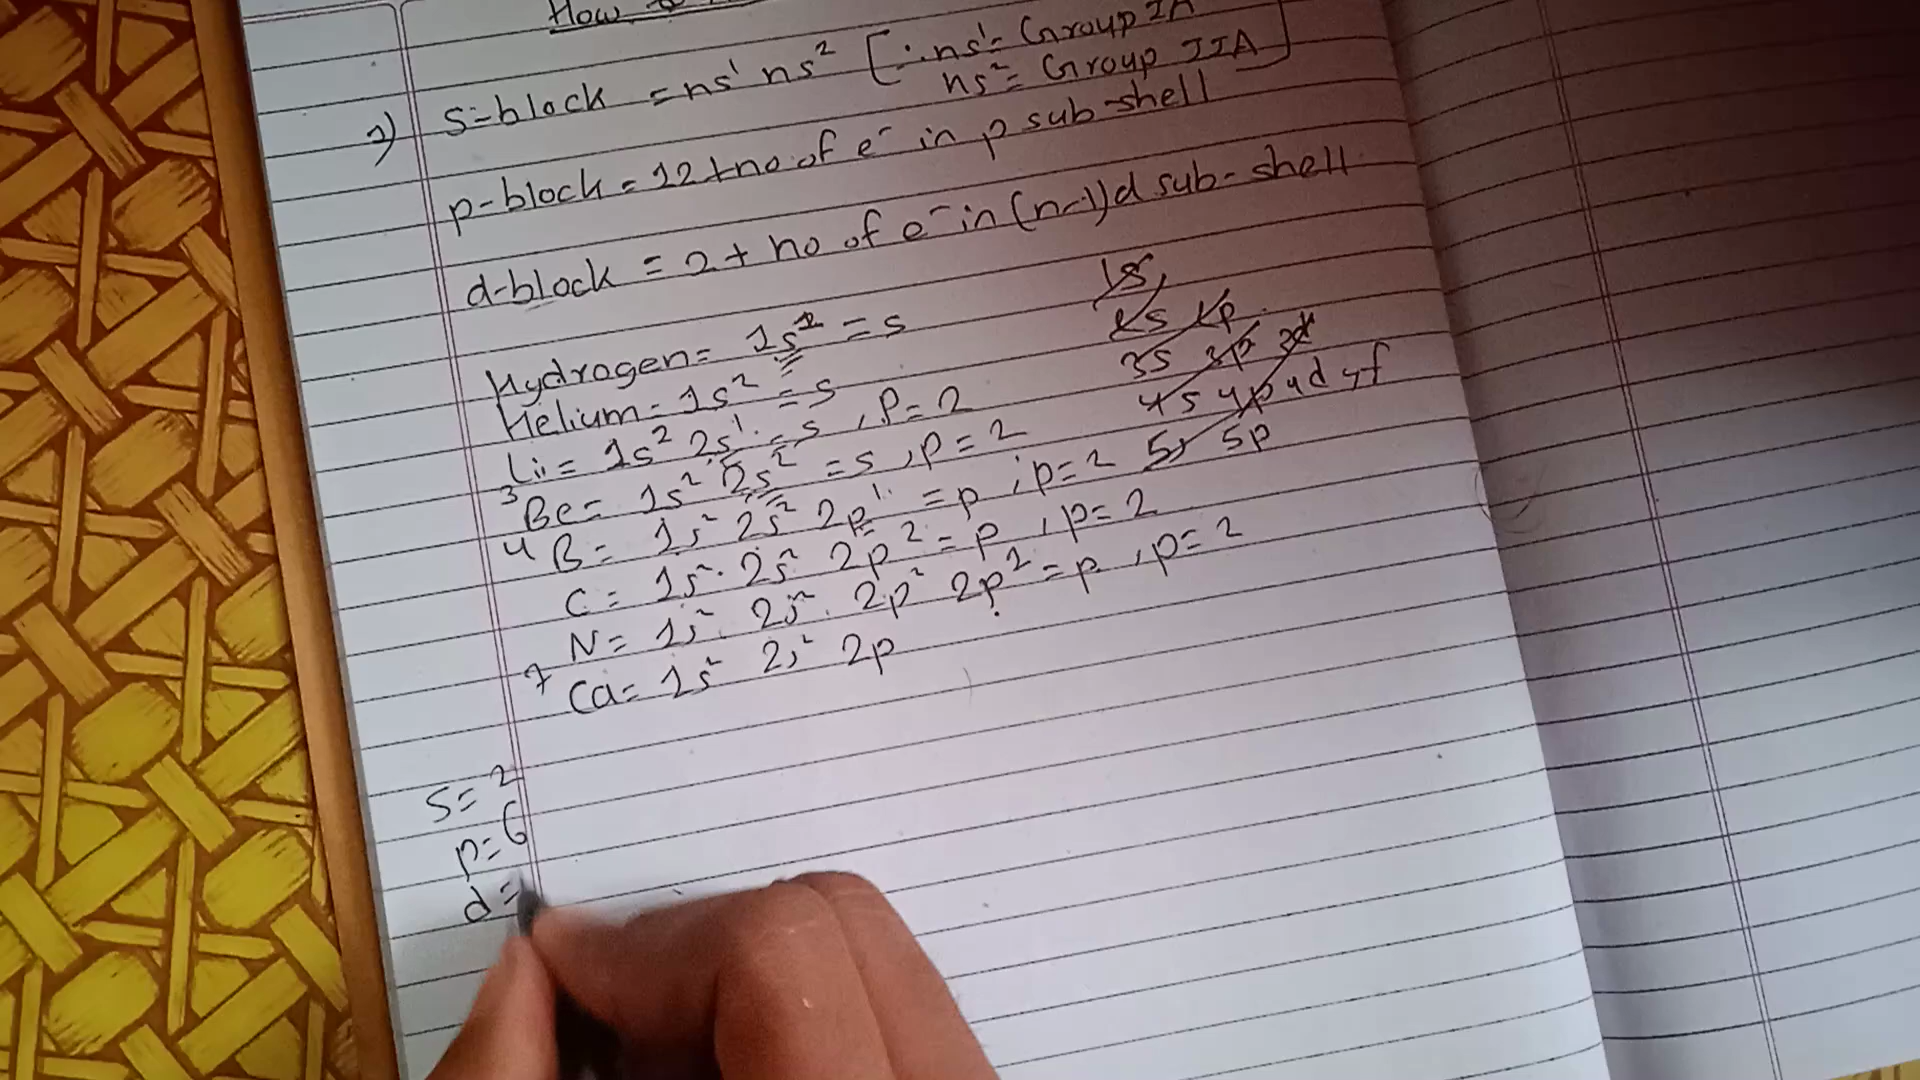 How
1) s-block = ns¹ ns² [∴ ns¹ = Group IA
ns² = Group IIA]
p-block = 12 + no. of e⁻ in p sub-shell
d-block = 2 + no of e⁻ in (n-1)d sub-shell
Hydrogen = 1s¹ = s
Helium = 1s² = s
Li = 1s² 2s¹ = s, P = 2
3 Be = 1s² 2s² = s, p = 2
4 B = 1s² 2s² 2p¹ = p, p = 2
C = 1s² 2s² 2p² = p, p = 2
N = 1s² 2s² 2p² 2p² = p, p = 2
7 Ca = 1s² 2s² 2p
1s
2s 2p
3s 3p 3d
4s 4p 4d 4f
5s 5p
s = 2
p = 6
d =